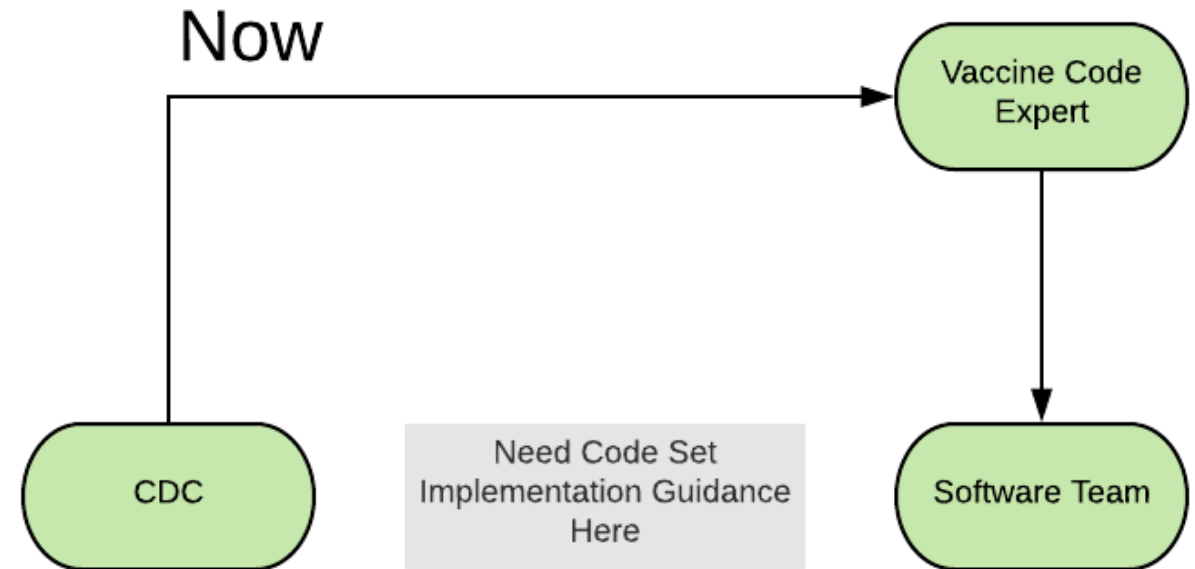 Now
Vaccine Code
Expert
CDC
Need Code Set
Implementation Guidance
Here
Software Team